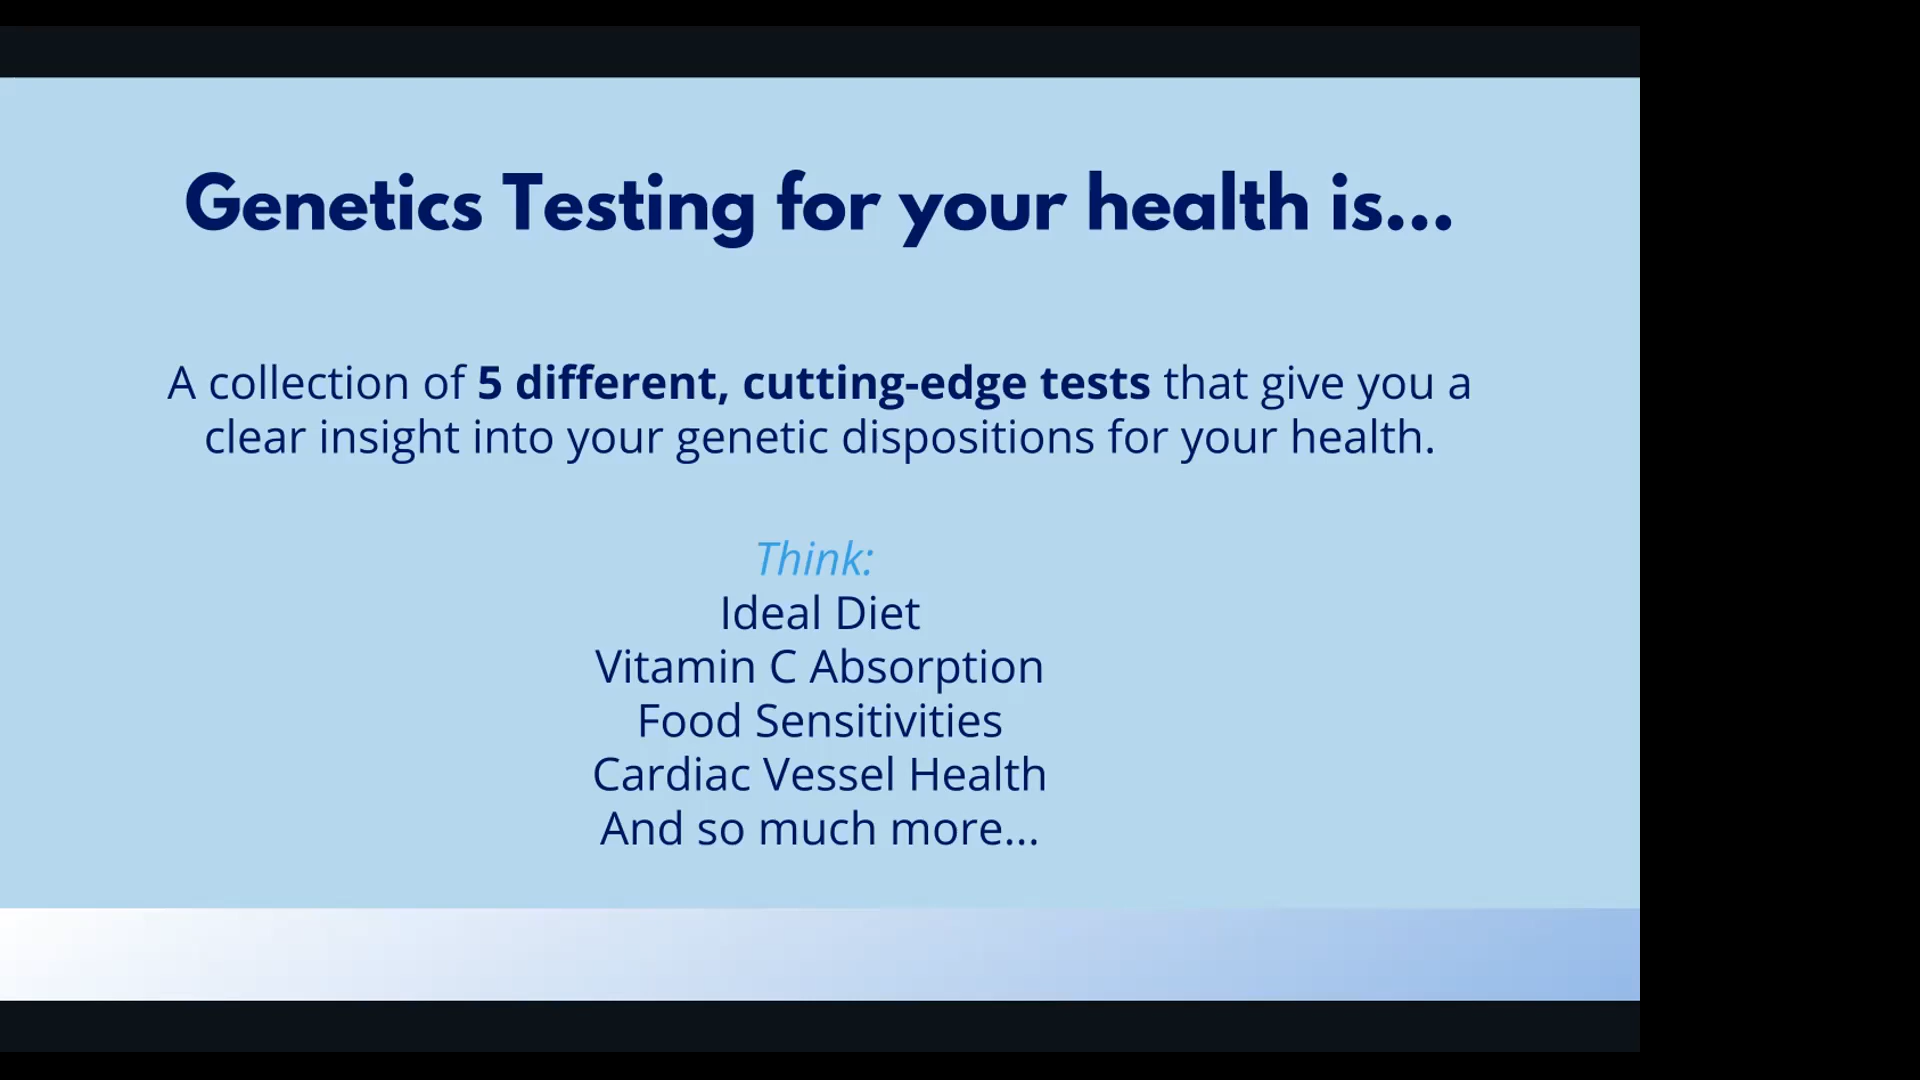 Genetics Testing for your health is...
A collection of 5 different, cutting-edge tests that give you a
clear insight into your genetic dispositions for your health.
Think:
Ideal Diet
Vitamin C Absorption
Food Sensitivities
Cardiac Vessel Health
And so much more...